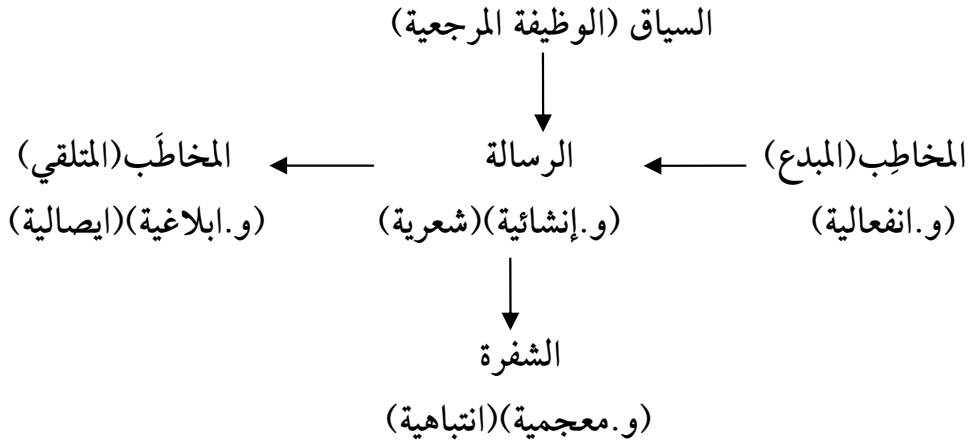 السياق (الوظيفة المرجعية)
المخاطِب(المبدع) الرسالة المخاطَب(المتلقي)
(و.انفعالية) (و.إنشائية)(شعرية) (و.ابلاغية)(ايصالية)
الشفرة
(و.معجمية)(انتباهية)